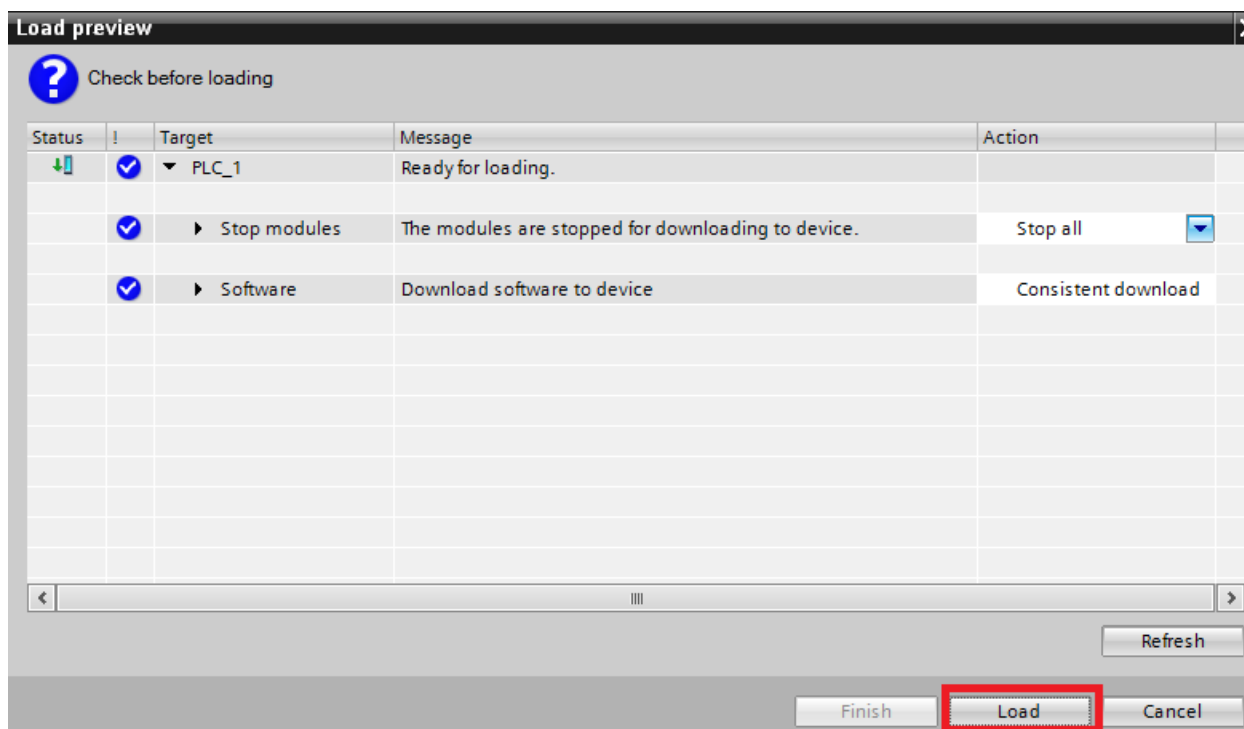 Load preview
Check before loading
Status ! Target Message Action
PLC_1 Ready for loading.
Stop modules The modules are stopped for downloading to device. Stop all
Software Download software to device Consistent download
Refresh
Finish Load Cancel